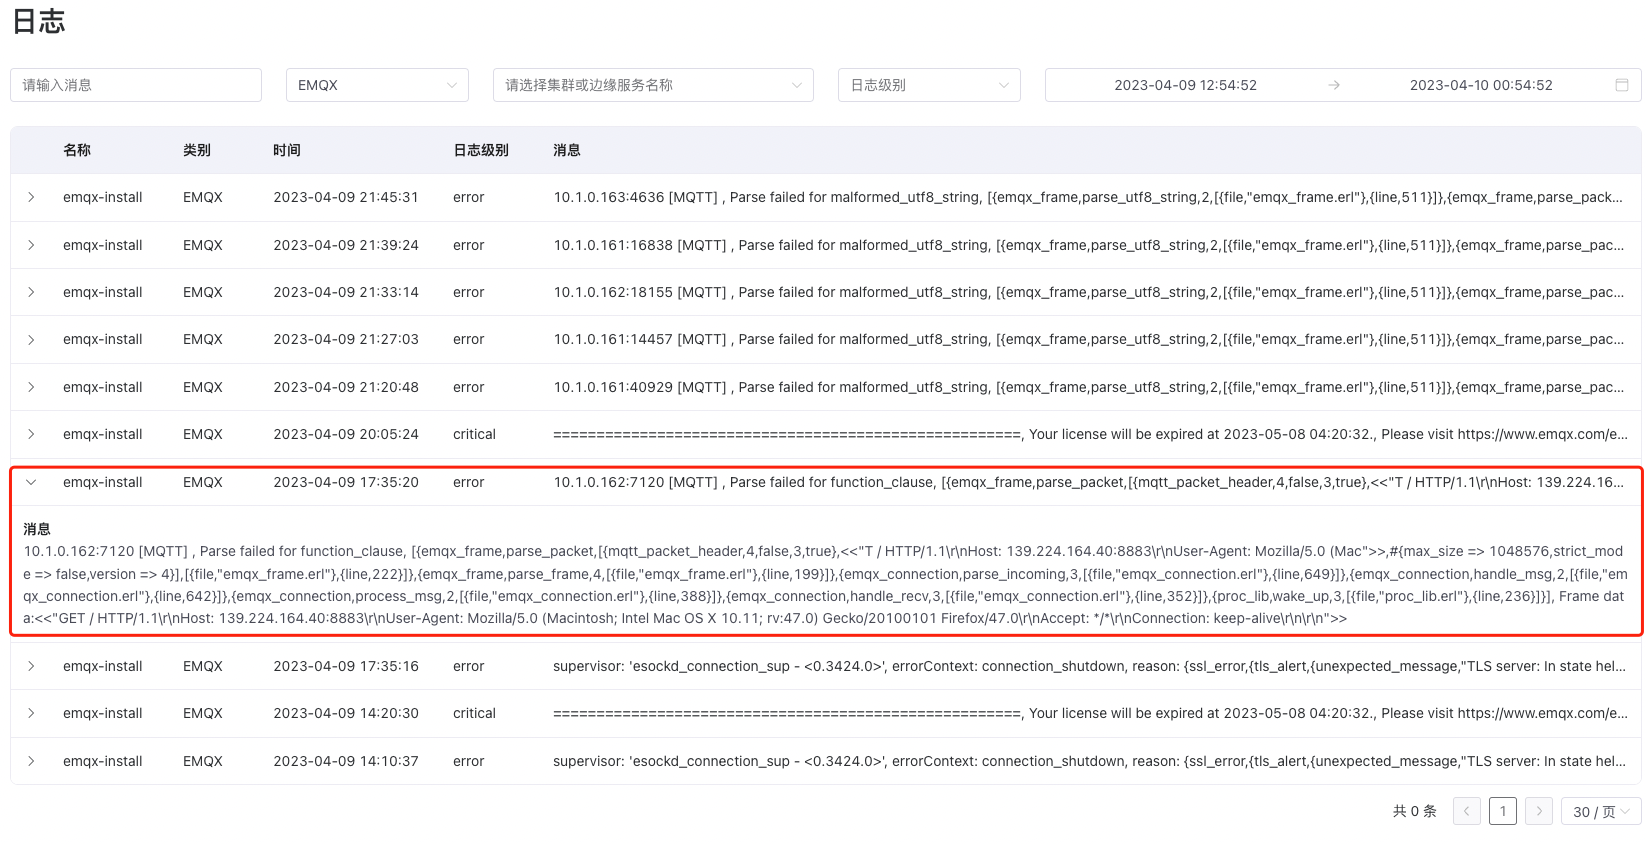 日志
请输入消息 EMQX 请选择集群或边缘服务名称 日志级别 2023-04-09 12:54:52 2023-04-10 00:54:52
名称 类别 时间 日志级别 消息
emqx-install EMQX 2023-04-09 21:45:31 error 10.1.0.163:4636 [MQTT] , Parse failed for malformed_utf8_string, [{emqx_frame,parse_utf8_string,2,[{file,"emqx_frame.erl"},{line,511}]},{emqx_frame,parse_pack...
emqx-install EMQX 2023-04-09 21:39:24 error 10.1.0.161:16838 [MQTT] , Parse failed for malformed_utf8_string, [{emqx_frame,parse_utf8_string,2,[{file,"emqx_frame.erl"},{line,511}]},{emqx_frame,parse_pac...
emqx-install EMQX 2023-04-09 21:33:14 error 10.1.0.162:18155 [MQTT] , Parse failed for malformed_utf8_string, [{emqx_frame,parse_utf8_string,2,[{file,"emqx_frame.erl"},{line,511}]},{emqx_frame,parse_pac...
emqx-install EMQX 2023-04-09 21:27:03 error 10.1.0.161:14457 [MQTT] , Parse failed for malformed_utf8_string, [{emqx_frame,parse_utf8_string,2,[{file,"emqx_frame.erl"},{line,511}]},{emqx_frame,parse_pac...
emqx-install EMQX 2023-04-09 21:20:48 error 10.1.0.161:40929 [MQTT] , Parse failed for malformed_utf8_string, [{emqx_frame,parse_utf8_string,2,[{file,"emqx_frame.erl"},{line,511}]},{emqx_frame,parse_pac...
emqx-install EMQX 2023-04-09 20:05:24 critical ======================================================, Your license will be expired at 2023-05-08 04:20:32., Please visit https://www.emqx.com/e...
emqx-install EMQX 2023-04-09 17:35:20 error 10.1.0.162:7120 [MQTT] , Parse failed for function_clause, [{emqx_frame,parse_packet,[{mqtt_packet_header,4,false,3,true},<<"T / HTTP/1.1\r\nHost: 139.224.16...
消息
10.1.0.162:7120 [MQTT] , Parse failed for function_clause, [{emqx_frame,parse_packet,[{mqtt_packet_header,4,false,3,true},<<"T / HTTP/1.1\r\nHost: 139.224.164.40:8883\r\nUser-Agent: Mozilla/5.0 (Mac">>,#{max_size => 1048576,strict_mod
e => false,version => 4}],[{file,"emqx_frame.erl"},{line,222}]},{emqx_frame,parse_frame,4,[{file,"emqx_frame.erl"},{line,199}]},{emqx_connection,parse_incoming,3,[{file,"emqx_connection.erl"},{line,649}]},{emqx_connection,handle_msg,2,[{file,"em
qx_connection.erl"},{line,642}]},{emqx_connection,process_msg,2,[{file,"emqx_connection.erl"},{line,388}]},{emqx_connection,handle_recv,3,[{file,"emqx_connection.erl"},{line,352}]},{proc_lib,wake_up,3,[{file,"proc_lib.erl"},{line,236}]}], Frame dat
a:<<"GET / HTTP/1.1\r\nHost: 139.224.164.40:8883\r\nUser-Agent: Mozilla/5.0 (Macintosh; Intel Mac OS X 10.11; rv:47.0) Gecko/20100101 Firefox/47.0\r\nAccept: */*\r\nConnection: keep-alive\r\n\r\n">>
emqx-install EMQX 2023-04-09 17:35:16 error supervisor: 'esockd_connection_sup - <0.3424.0>', errorContext: connection_shutdown, reason: {ssl_error,{tls_alert,{unexpected_message,"TLS server: In state hel...
emqx-install EMQX 2023-04-09 14:20:30 critical ======================================================, Your license will be expired at 2023-05-08 04:20:32., Please visit https://www.emqx.com/e...
emqx-install EMQX 2023-04-09 14:10:37 error supervisor: 'esockd_connection_sup - <0.3424.0>', errorContext: connection_shutdown, reason: {ssl_error,{tls_alert,{unexpected_message,"TLS server: In state hel...
共 0 条 1 30 / 页